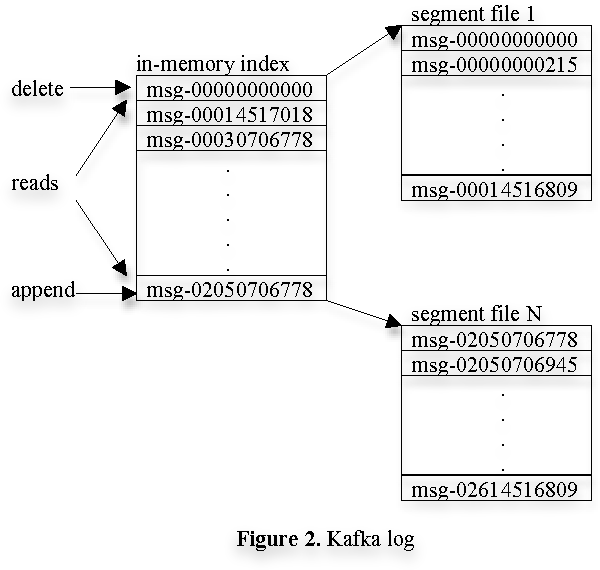 segment file 1
msg-00000000000
msg-00000000215
msg-00014516809
in-memory index
msg-00000000000
msg-00014517018
msg-00030706778
msg-02050706778
delete
reads
append
segment file N
msg-02050706778
msg-02050706945
msg-02614516809
Figure 2. Kafka log